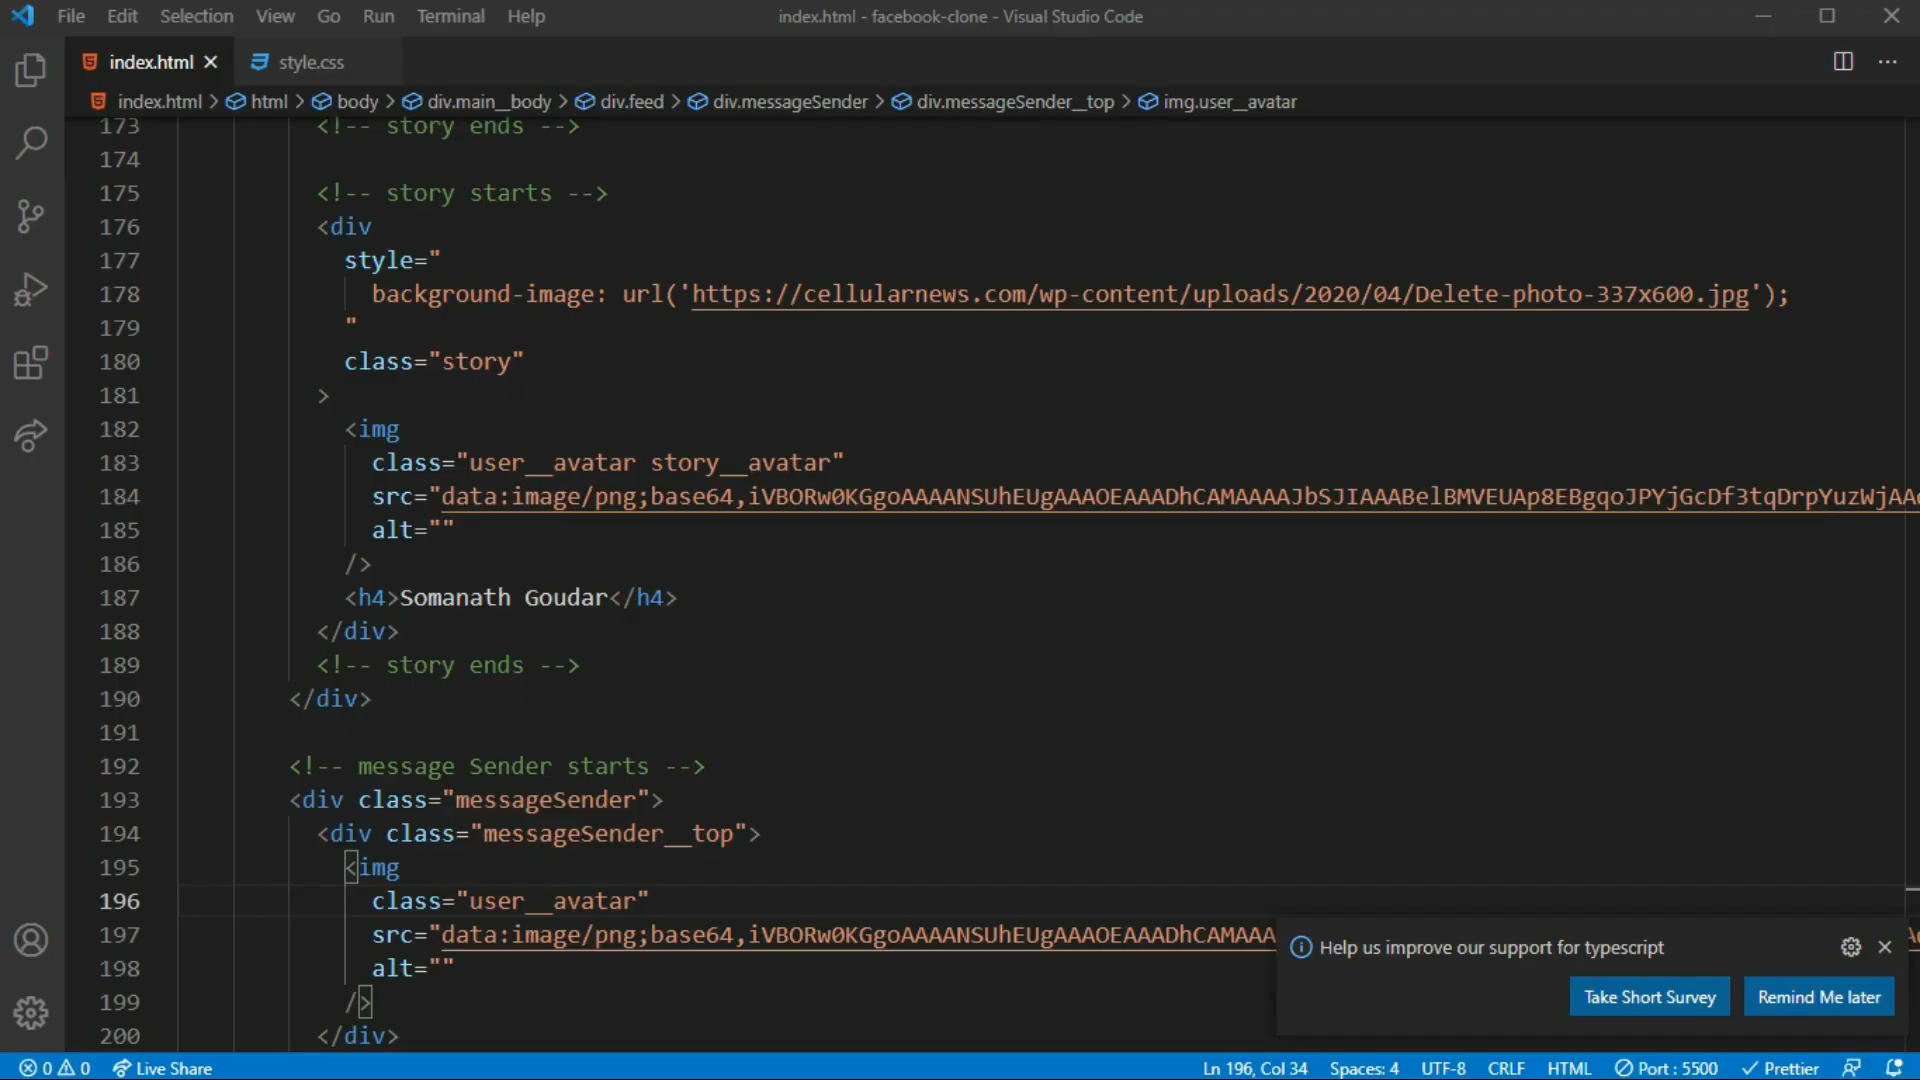 File Edit Selection View Go Run Terminal Help index.html - facebook-clone - Visual Studio Code
index.html style.css
index.html > html > body > div.main__body > div.feed > div.messageSender > div.messageSender__top > img.user__avatar
173 <!-- story ends -->
174
175 <!-- story starts -->
176 <div
177 style="
178 background-image: url('https://cellularnews.com/wp-content/uploads/2020/04/Delete-photo-337x600.jpg');
179 "
180 class="story"
181 >
182 <img
183 class="user__avatar story__avatar"
184 src="data:image/png;base64,iVBORw0KGgoAAAANSUhEUgAAAOEAAADhCAMAAAAJbSJIAAABelBMVEUAp8EBgqoJPYjGcDf3tqDrpYuzWjAA
185 alt=""
186 />
187 <h4>Somanath Goudar</h4>
188 </div>
189 <!-- story ends -->
190 </div>
191
192 <!-- message Sender starts -->
193 <div class="messageSender">
194 <div class="messageSender__top">
195 <img
196 class="user__avatar"
197 src="data:image/png;base64,iVBORw0KGgoAAAANSUhEUgAAAOEAAADhCAMAAA
198 alt=""
199 />
200 </div>
Help us improve our support for typescript
Take Short Survey Remind Me later
0 0 Live Share Ln 196, Col 34 Spaces: 4 UTF-8 CRLF HTML Port : 5500 Prettier